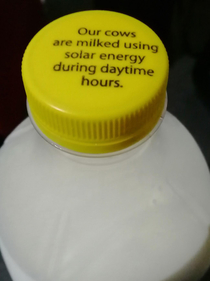 Our cows
are milked using
solar energy
during daytime
hours.